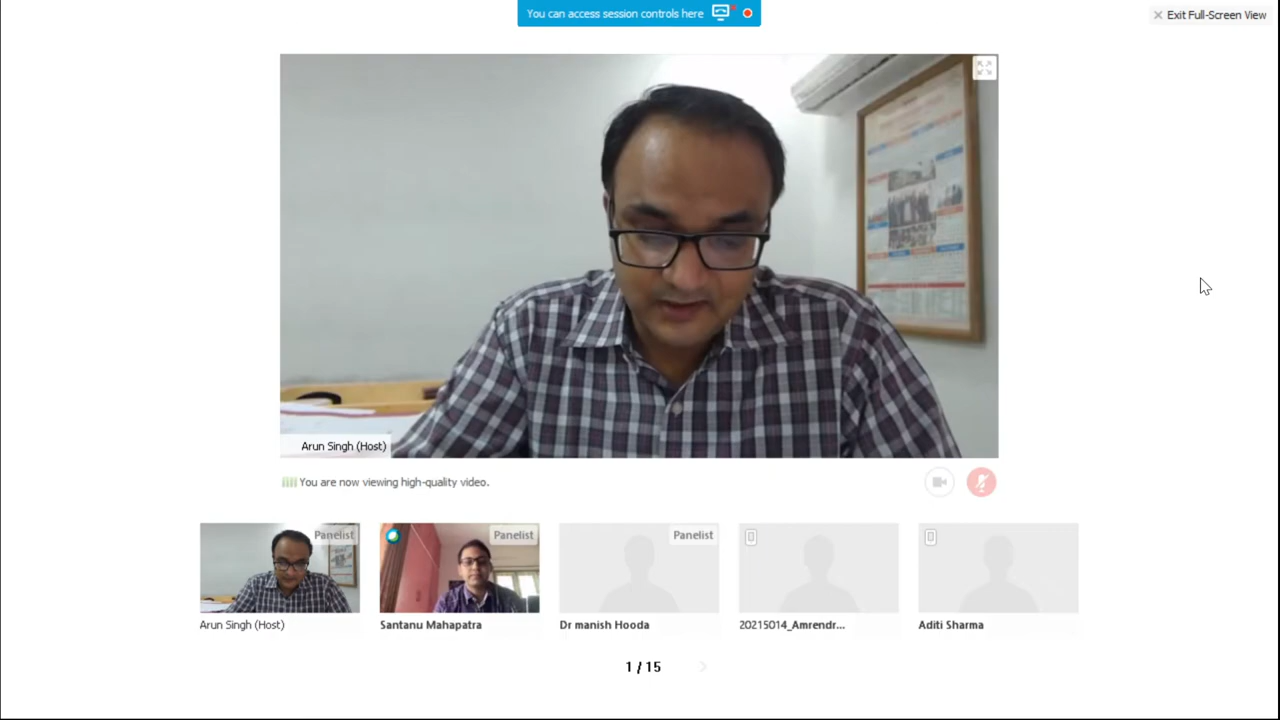 You can access session controls here
Exit Full-Screen View
Arun Singh (Host)
You are now viewing high-quality video.
Panelist
Panelist
Panelist
Arun Singh (Host)
Santanu Mahapatra
Dr manish Hooda
20215014_Amrendr...
Aditi Sharma
1 / 15